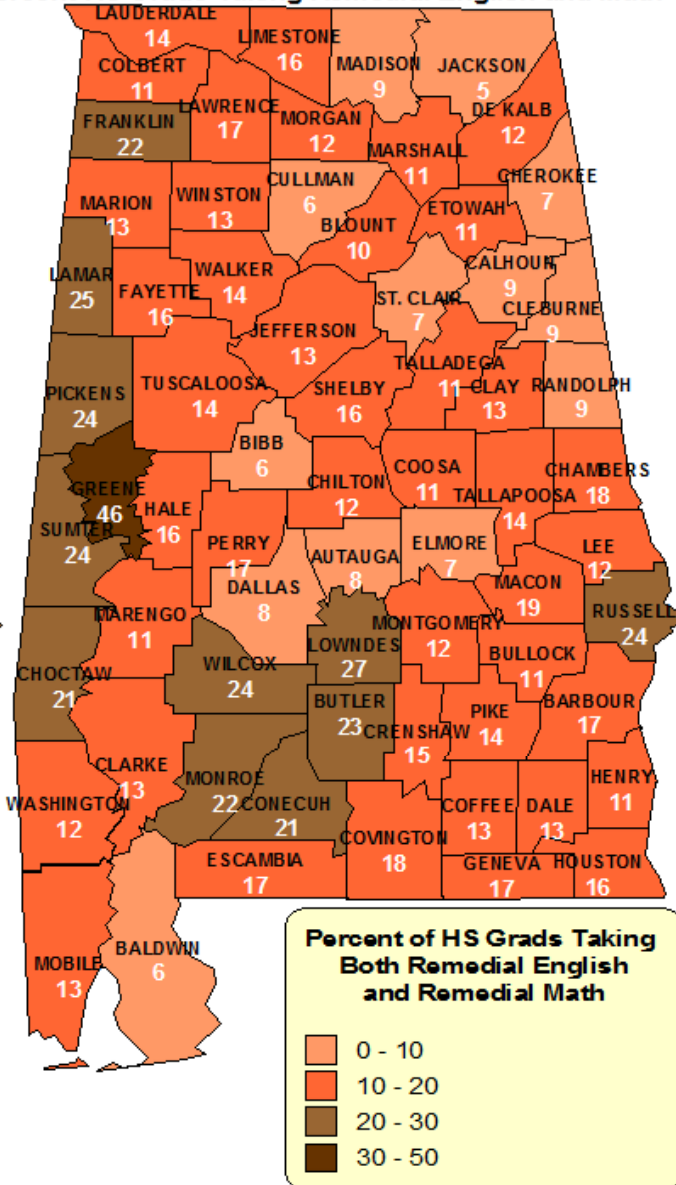 LAUDERDALE
14
LIMESTONE
16
MADISON
9
JACKSON
5
COLBERT
11
LAWRENCE
17
MORGAN
12
DE KALB
12
FRANKLIN
22
MARSHALL
11
CULLMAN
6
CHEROKEE
7
MARION
13
WINSTON
13
BLOUNT
10
ETOWAH
11
LAMAR
25
FAYETTE
16
WALKER
14
CALHOUN
9
ST. CLAIR
7
CLEBURNE
9
JEFFERSON
13
TALLADEGA
11
CLAY
13
RANDOLPH
9
PICKENS
24
TUSCALOOSA
14
SHELBY
16
BIBB
6
CHILTON
12
COOSA
11
TALLAPOOSA
14
CHAMBERS
18
GREENE
46
HALE
16
SUMTER
24
PERRY
17
AUTAUGA
8
ELMORE
7
LEE
12
DALLAS
8
MACON
19
RUSSELL
24
MARENGO
11
LOWNDES
27
MONTGOMERY
12
BULLOCK
11
CHOCTAW
21
WILCOX
24
BUTLER
23
CRENSHAW
15
PIKE
14
BARBOUR
17
CLARKE
13
MONROE
22
CONECUH
21
WASHINGTON
12
COFFEE
13
DALE
13
HENRY
11
COVINGTON
18
ESCAMBIA
17
GENEVA
17
HOUSTON
16
MOBILE
13
BALDWIN
6
Percent of HS Grads Taking
Both Remedial English
and Remedial Math
0 - 10
10 - 20
20 - 30
30 - 50